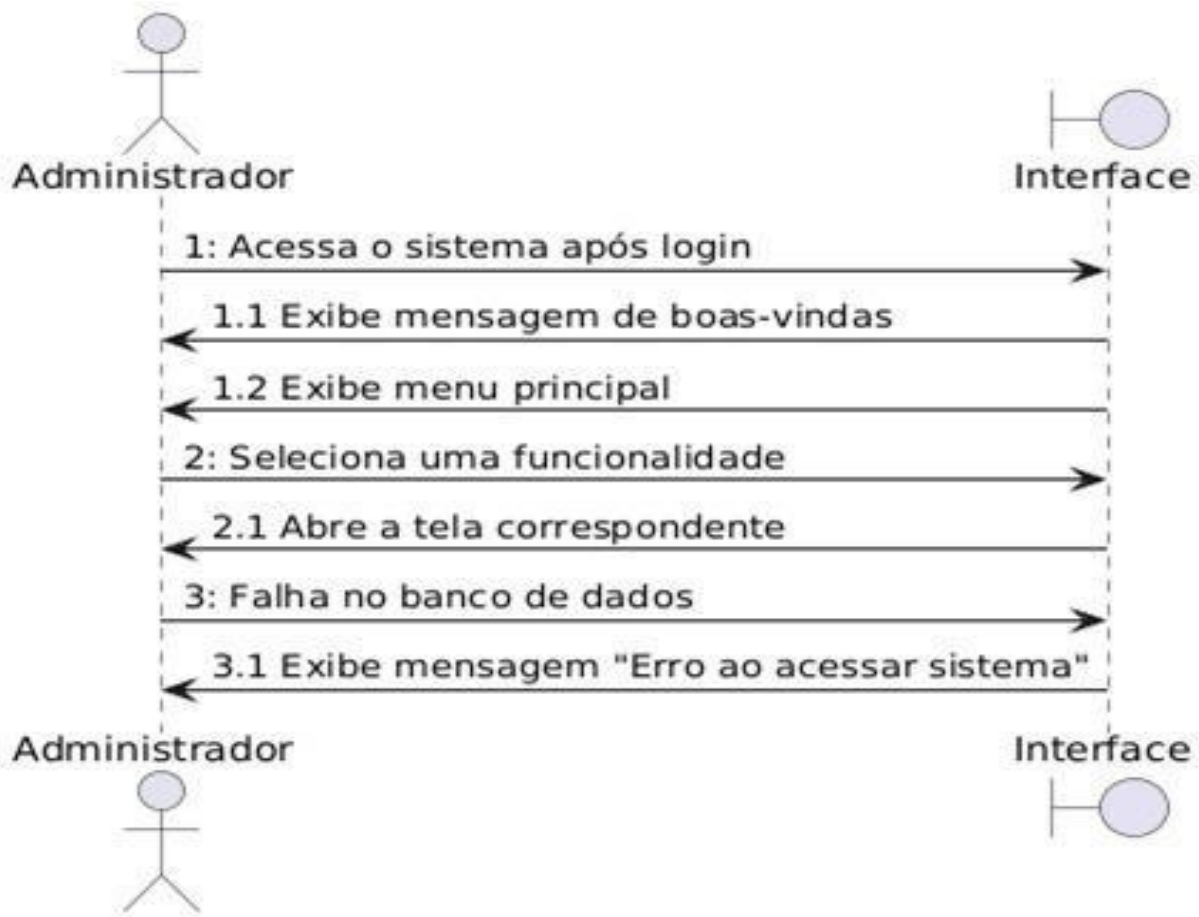 Administrador
Interface
1: Acessa o sistema após login
1.1 Exibe mensagem de boas-vindas
1.2 Exibe menu principal
2: Seleciona uma funcionalidade
2.1 Abre a tela correspondente
3: Falha no banco de dados
3.1 Exibe mensagem "Erro ao acessar sistema"
Administrador
Interface